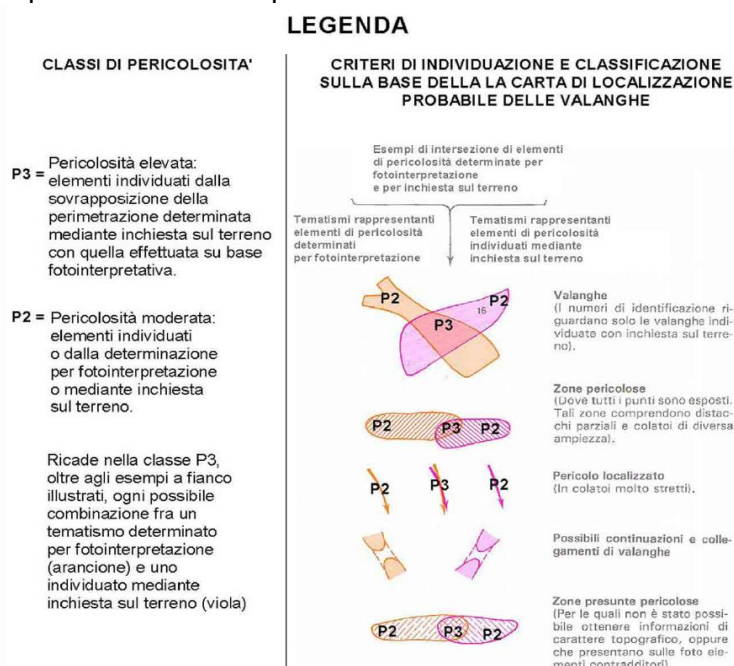 LEGENDA
CLASSI DI PERICOLOSITA'
P3 = Pericolosità elevata:
elementi individuati dalla
sovrapposizione della
perimetrazione determinata
mediante inchiesta sul terreno
con quella effettuata su base
fotointerpretativa.
P2 = Pericolosità moderata:
elementi individuati
o dalla determinazione
per fotointerpretazione
o mediante inchiesta
sul terreno.
Ricade nella classe P3,
oltre agli esempi a fianco
illustrati, ogni possibile
combinazione fra un
tematismo determinato
per fotointerpretazione
(arancione) e uno
individuato mediante
inchiesta sul terreno (viola)
CRITERI DI INDIVIDUAZIONE E CLASSIFICAZIONE
SULLA BASE DELLA LA CARTA DI LOCALIZZAZIONE
PROBABILE DELLE VALANGHE
Esempi di intersezione di elementi
di pericolosità determinate per
fotointerpretazione
e per inchiesta sul terreno
Tematismi rappresentanti
elementi di pericolosità
determinati
per fotointerpretazione
Tematismi rappresentanti
elementi di pericolosità
individuati mediante
inchiesta sul terreno
P2
P3
16
P2
Valanghe
(I numeri di identificazione ri-
guardano solo le valanghe indi-
viduate con inchiesta sul terre-
no).
P2
P3
P2
Zone pericolose
(Dove tutti i punti sono esposti.
Tali zone comprendono distac-
chi parziali e colatoi di diversa
ampiezza).
P2
P3
P2
Pericolo localizzato
(In colatoi molto stretti).
Possibili continuazioni e colle-
gamenti di valanghe
P2
P3
P2
Zone presunte pericolose
(Per le quali non è stato possi-
bile ottenere informazioni di
carattere topografico, oppure
che presentano sulle foto ele-
menti contradditori)